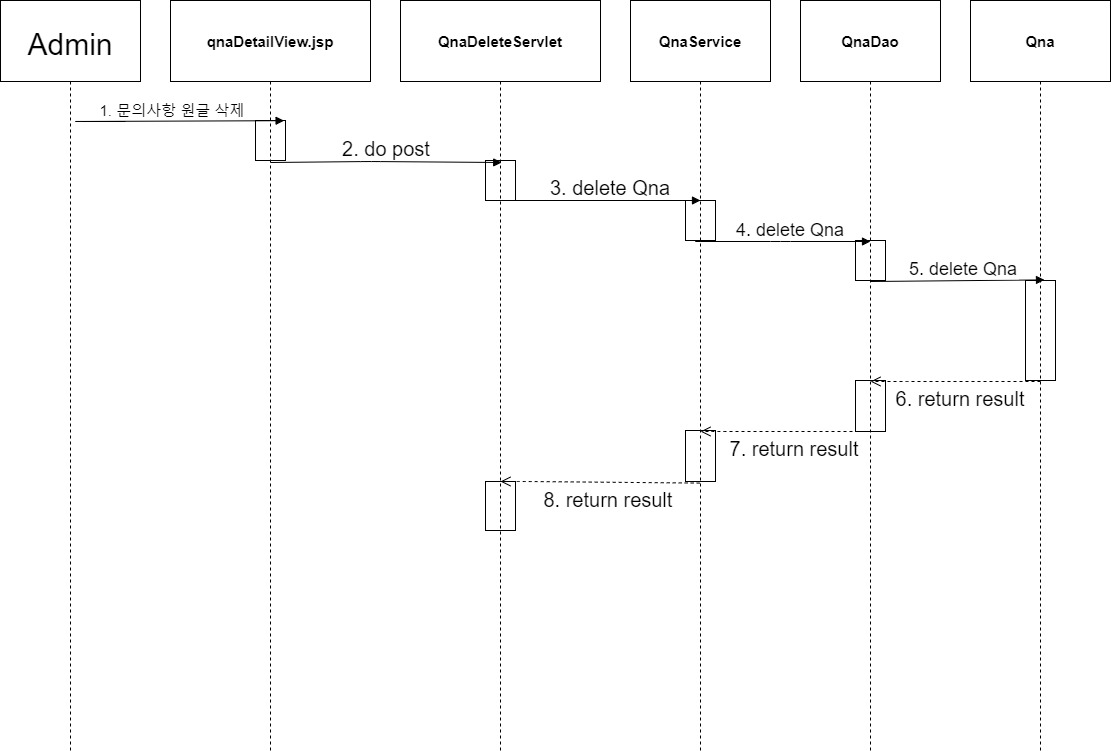 Admin
qnaDetailView.jsp
QnaDeleteServlet
QnaService
QnaDao
Qna
1. 문의사항 원글 삭제
2. do post
3. delete Qna
4. delete Qna
5. delete Qna
6. return result
7. return result
8. return result